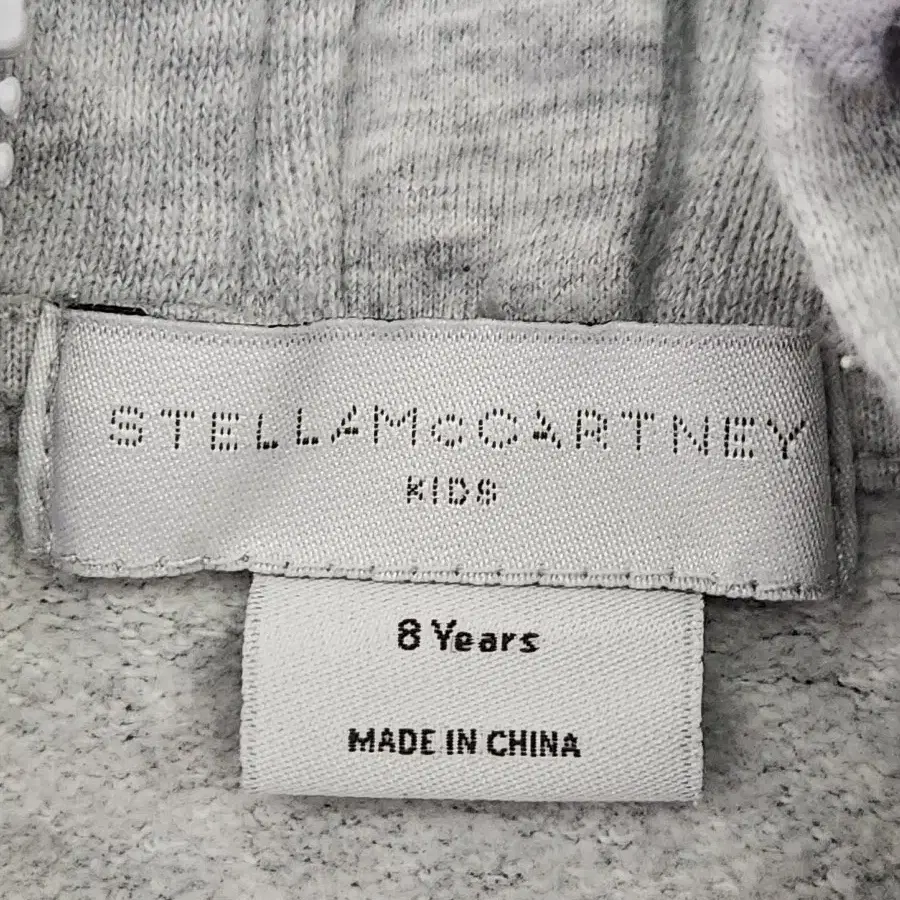 STELLAMcCARTNEY
KIDS
8 Years
MADE IN CHINA